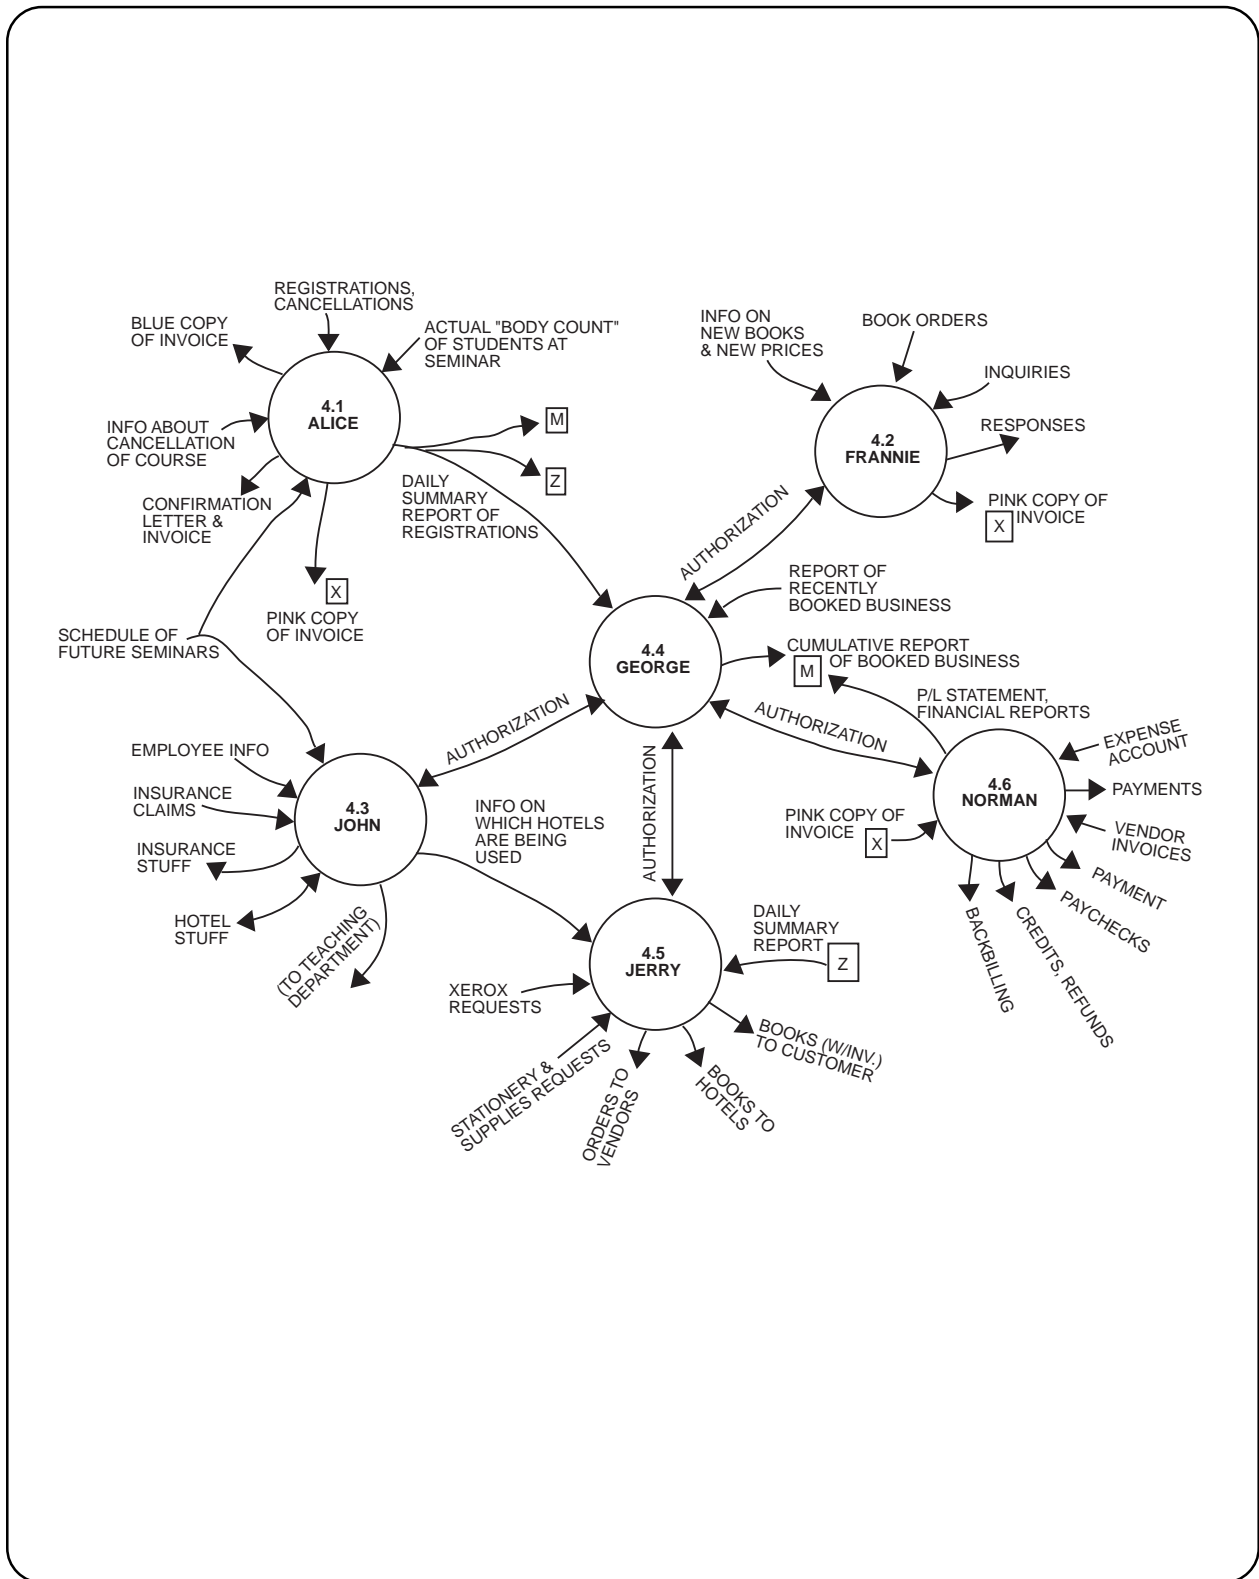 REGISTRATIONS,
CANCELLATIONS
BLUE COPY
OF INVOICE
ACTUAL "BODY COUNT"
OF STUDENTS AT
SEMINAR
4.1
ALICE
INFO ABOUT
CANCELLATION
OF COURSE
CONFIRMATION
LETTER &
INVOICE
M
Z
DAILY
SUMMARY
REPORT OF
REGISTRATIONS
X
PINK COPY
OF INVOICE
SCHEDULE OF
FUTURE SEMINARS
INFO ON
NEW BOOKS
& NEW PRICES
BOOK ORDERS
INQUIRIES
RESPONSES
4.2
FRANNIE
PINK COPY OF
INVOICE
X
AUTHORIZATION
REPORT OF
RECENTLY
BOOKED BUSINESS
4.4
GEORGE
CUMULATIVE REPORT
OF BOOKED BUSINESS
M
P/L STATEMENT,
FINANCIAL REPORTS
AUTHORIZATION
AUTHORIZATION
AUTHORIZATION
EMPLOYEE INFO
INSURANCE
CLAIMS
INSURANCE
STUFF
HOTEL
STUFF
4.3
JOHN
(TO TEACHING
DEPARTMENT)
INFO ON
WHICH HOTELS
ARE BEING
USED
EXPENSE
ACCOUNT
4.6
NORMAN
PAYMENTS
VENDOR
INVOICES
PAYMENT
PAYCHECKS
CREDITS, REFUNDS
BACKBILLING
PINK COPY OF
INVOICE
X
DAILY
SUMMARY
REPORT
Z
4.5
JERRY
XEROX
REQUESTS
STATIONERY &
SUPPLIES REQUESTS
ORDERS TO
VENDORS
BOOKS TO
HOTELS
BOOKS (W/INV.)
TO CUSTOMER